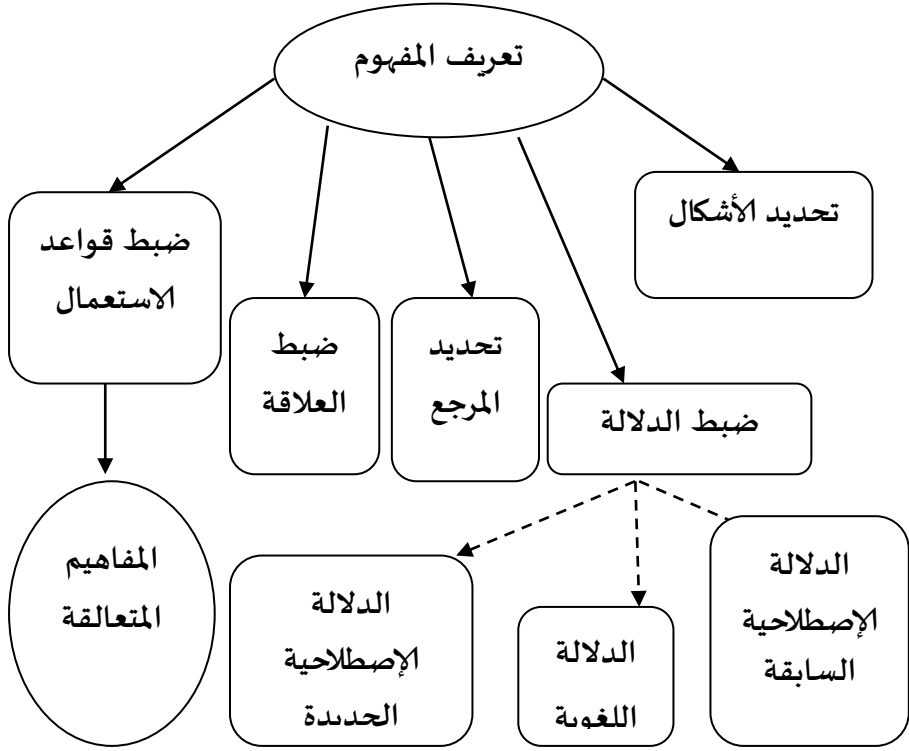 تعريف المفهوم
تحديد الأشكال
ضبط قواعد
الاستعمال
ضبط
العلاقة
تحديد
المرجع
ضبط الدلالة
المفاهيم
المتعالقة
الدلالة
الإصطلاحية
السابقة
الدلالة
اللغوية
الدلالة
الإصطلاحية
الجديدة